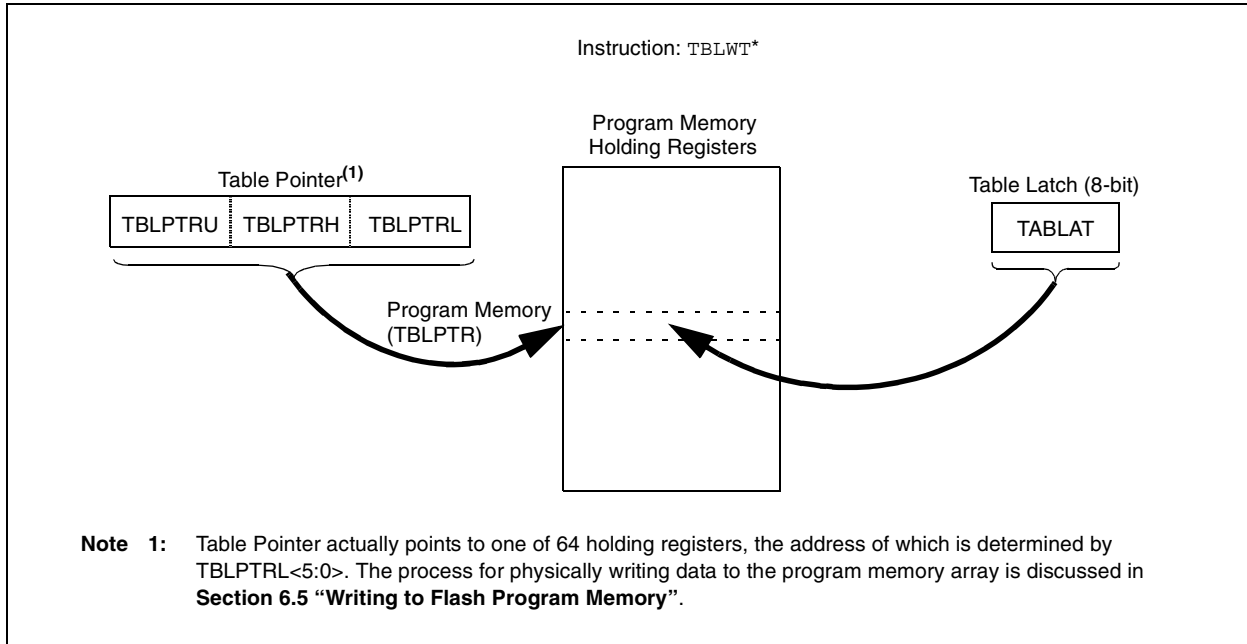 Instruction: TBLWT*
Program Memory
Holding Registers
Table Pointer(1)
Table Latch (8-bit)
TBLPTRU TBLPTRH TBLPTRL
TABLAT
Program Memory
(TBLPTR)
Note 1: Table Pointer actually points to one of 64 holding registers, the address of which is determined by
TBLPTRL<5:0>. The process for physically writing data to the program memory array is discussed in
Section 6.5 “Writing to Flash Program Memory”.